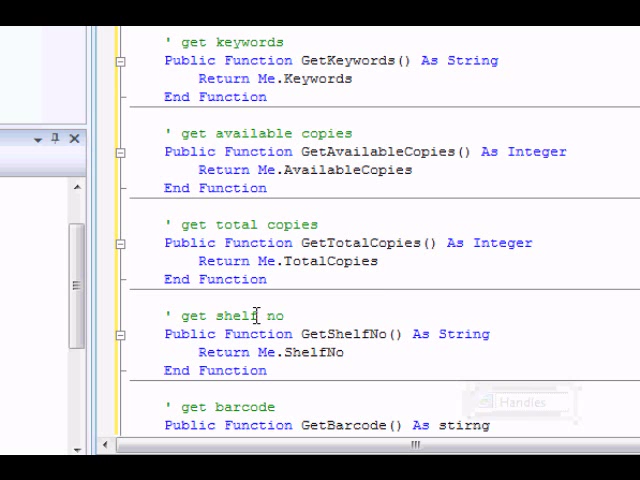 ' get keywords
Public Function GetKeywords() As String
Return Me.Keywords
End Function
' get available copies
Public Function GetAvailableCopies() As Integer
Return Me.AvailableCopies
End Function
' get total copies
Public Function GetTotalCopies() As Integer
Return Me.TotalCopies
End Function
' get shelf no
Public Function GetShelfNo() As String
Return Me.ShelfNo
End Function
Handles
' get barcode
Public Function GetBarcode() As stirng